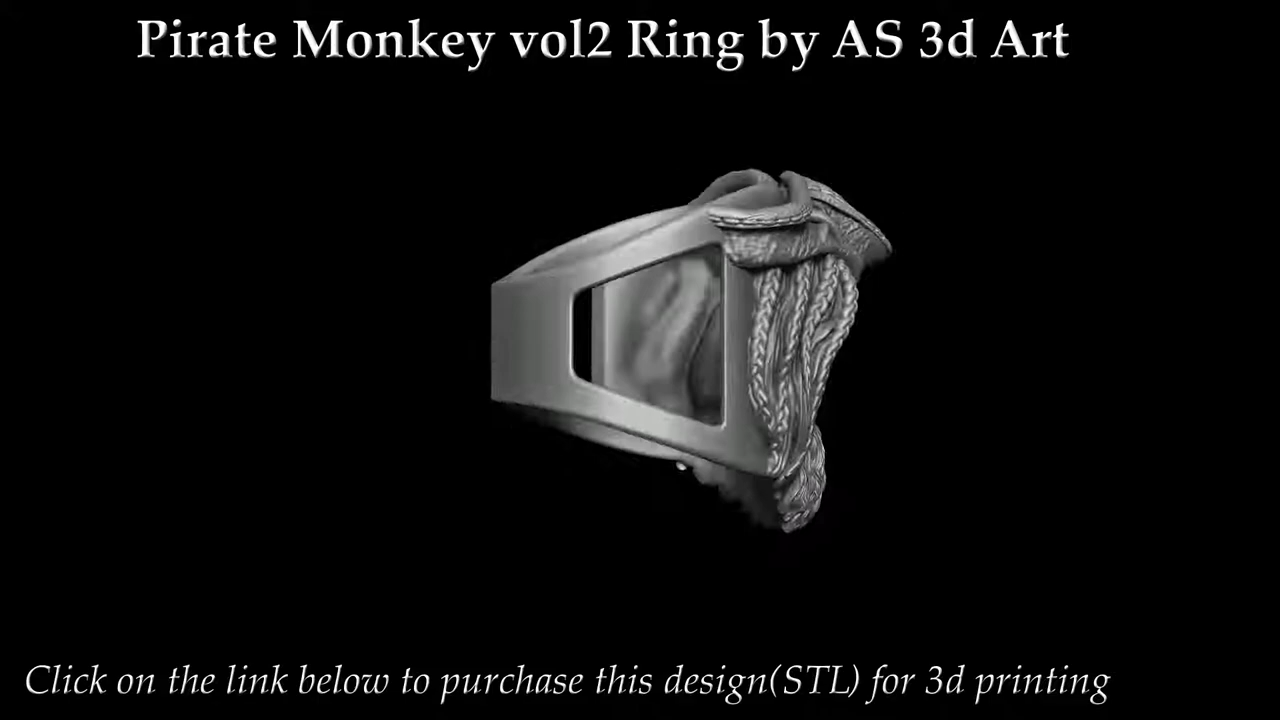 Pirate Monkey vol2 Ring by AS 3d Art
Click on the link below to purchase this design(STL) for 3d printing